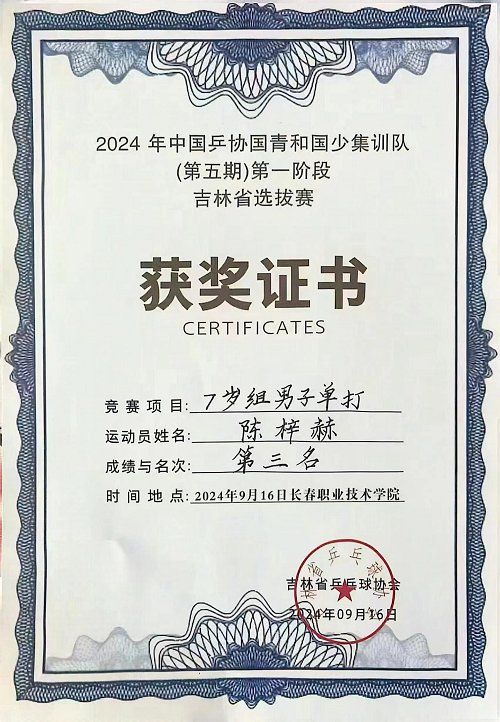 2024 年中国乒协国青和国少集训队
(第五期)第一阶段
吉林省选拔赛
获奖证书
CERTIFICATES
竞赛项目: 7岁组男子单打
运动员姓名: 陈梓赫
成绩与名次: 第三名
时间地点: 2024年9月16日长春职业技术学院
吉林省乒乓球协会
2024年09月16日